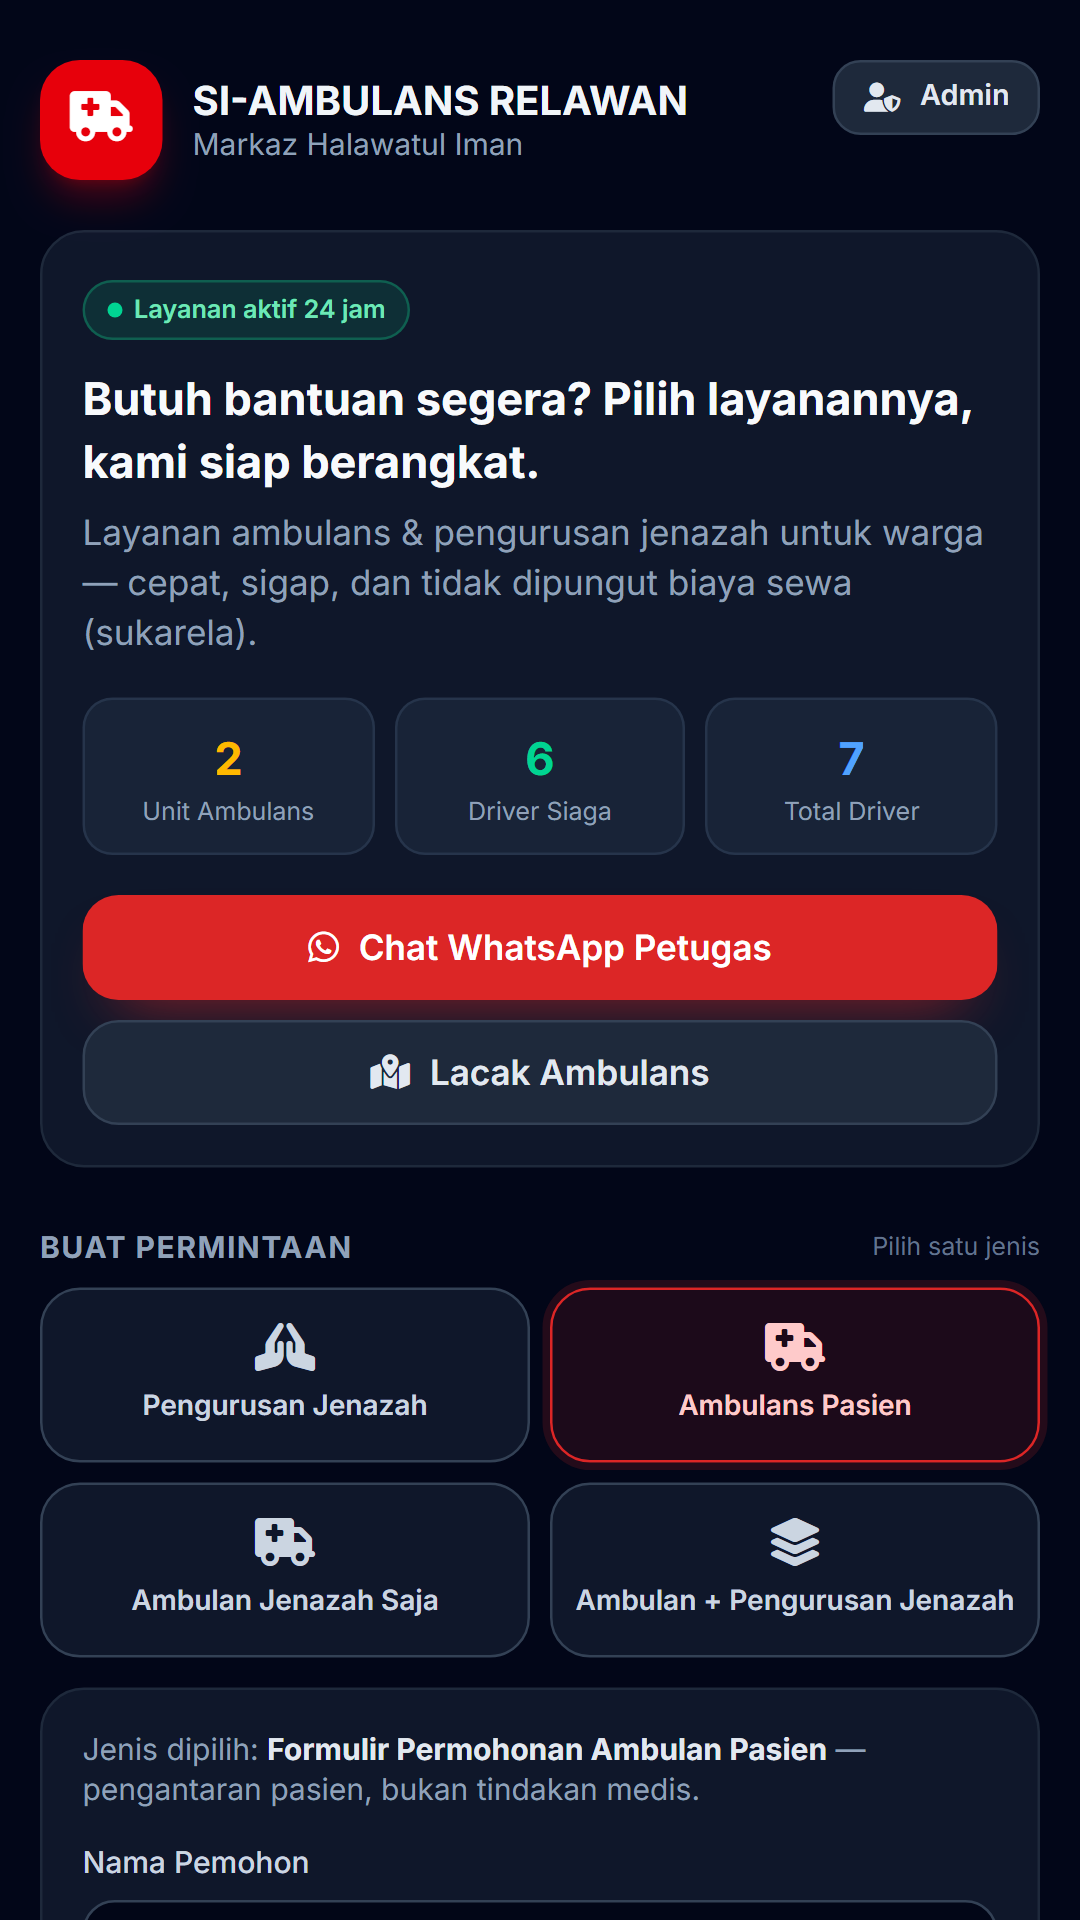 SI-AMBULANS RELAWAN
Markaz Halawatul Iman
Admin
Layanan aktif 24 jam
Butuh bantuan segera? Pilih layanannya,
kami siap berangkat.
Layanan ambulans & pengurusan jenazah untuk warga
— cepat, sigap, dan tidak dipungut biaya sewa
(sukarela).
2
Unit Ambulans
6
Driver Siaga
7
Total Driver
Chat WhatsApp Petugas
Lacak Ambulans
BUAT PERMINTAAN
Pilih satu jenis
Pengurusan Jenazah
Ambulans Pasien
Ambulan Jenazah Saja
Ambulan + Pengurusan Jenazah
Jenis dipilih: Formulir Permohonan Ambulan Pasien —
pengantaran pasien, bukan tindakan medis.
Nama Pemohon